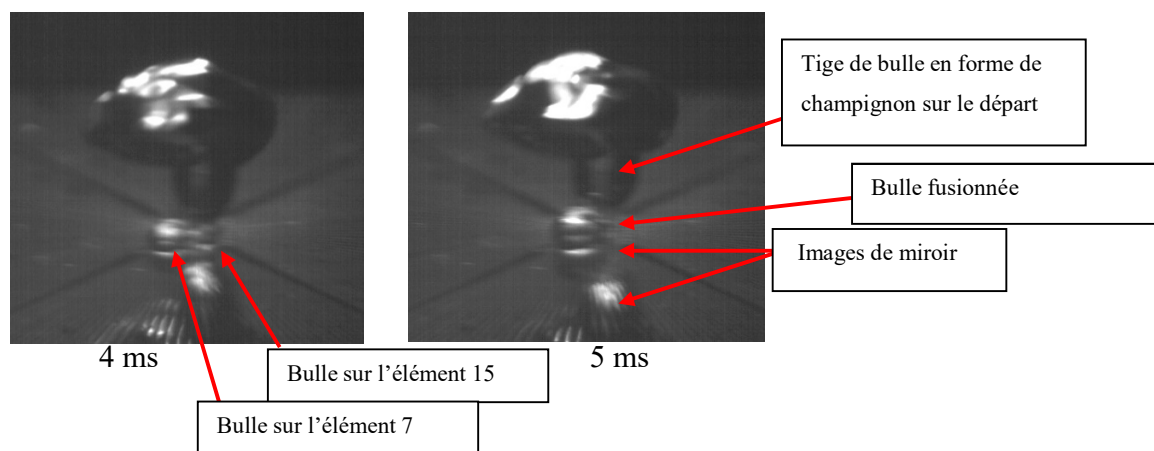 Tige de bulle en forme de
champignon sur le départ
Bulle fusionnée
Images de miroir
4 ms
5 ms
Bulle sur l'élément 15
Bulle sur l'élément 7